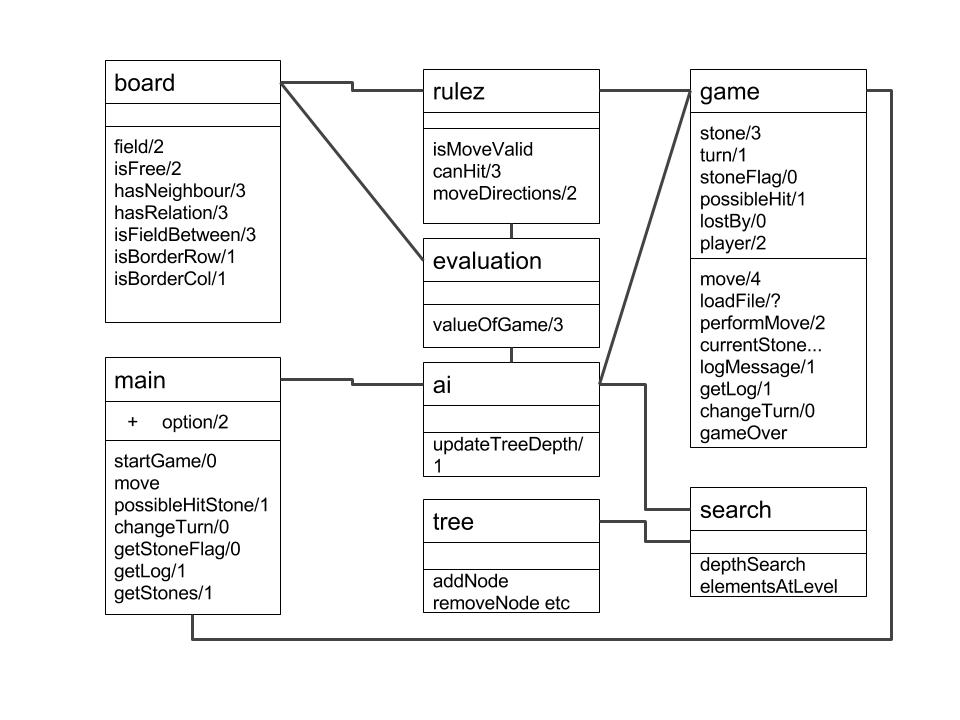 board
field/2
isFree/2
hasNeighbour/3
hasRelation/3
isFieldBetween/3
isBorderRow/1
isBorderCol/1
rulez
isMoveValid
canHit/3
moveDirections/2
game
stone/3
turn/1
stoneFlag/0
possibleHit/1
lostBy/0
player/2
move/4
loadFile/?
performMove/2
currentStone...
logMessage/1
getLog/1
changeTurn/0
gameOver
evaluation
valueOfGame/3
main
+ option/2
startGame/0
move
possibleHitStone/1
changeTurn/0
getStoneFlag/0
getLog/1
getStones/1
ai
updateTreeDepth/
1
tree
addNode
removeNode etc
search
depthSearch
elementsAtLevel